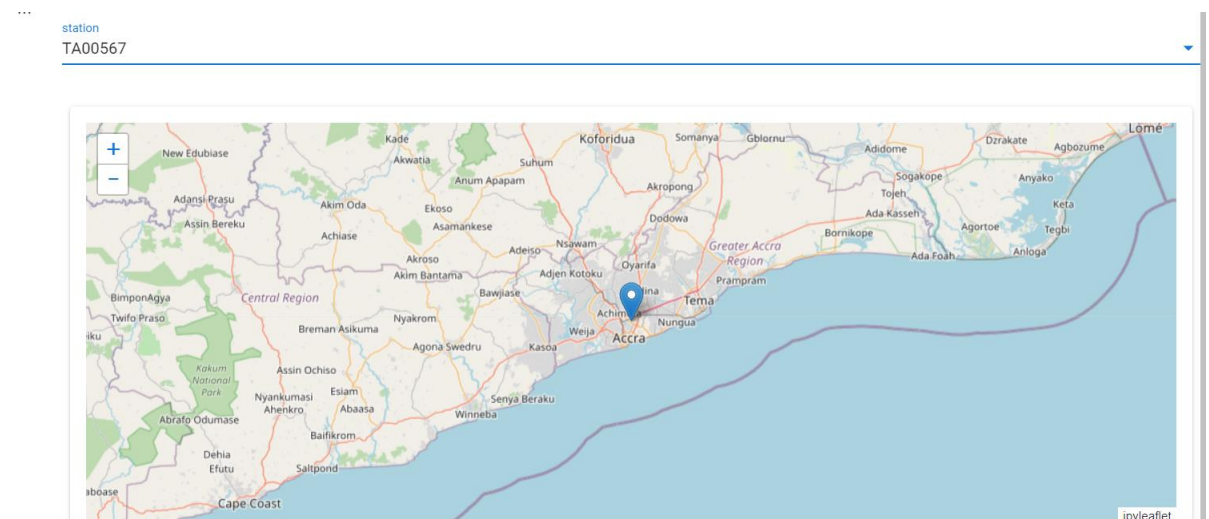 ...
station
TA00567
+
−
New Edubiase
Kade
Koforidua
Somanya
Gblornu
Adidome
Dzrakate
Agbozume
Lomé
Akwatia
Suhum
Anum Apapam
Akropong
Sogakope
Anyako
Adansi Prasu
Akim Oda
Ekoso
Tojeh
Keta
Assin Bereku
Asamankese
Dodowa
Ada Kasseh
Agortoe
Tegbi
Achiase
Bornikope
Adeiso
Nsawam
Greater Accra
Region
Ada Foah
Anloga
Akroso
Oyarifa
Akim Bantama
Adjen Kotoku
Prampram
BimponAgya
Central Region
Bawjiase
Tema
Twifo Praso
Nyakrom
Nungua
Breman Asikuma
Weija
Accra
Agona Swedru
Kasoa
Kakum
National
Park
Assin Ochiso
Nyankumasi
Ahenkro
Esiam
Abaasa
Senya Beraku
Winneba
Abrafo Odumase
Baifikrom
Dehia
Efutu
Saltpond
Cape Coast
ipyleaflet